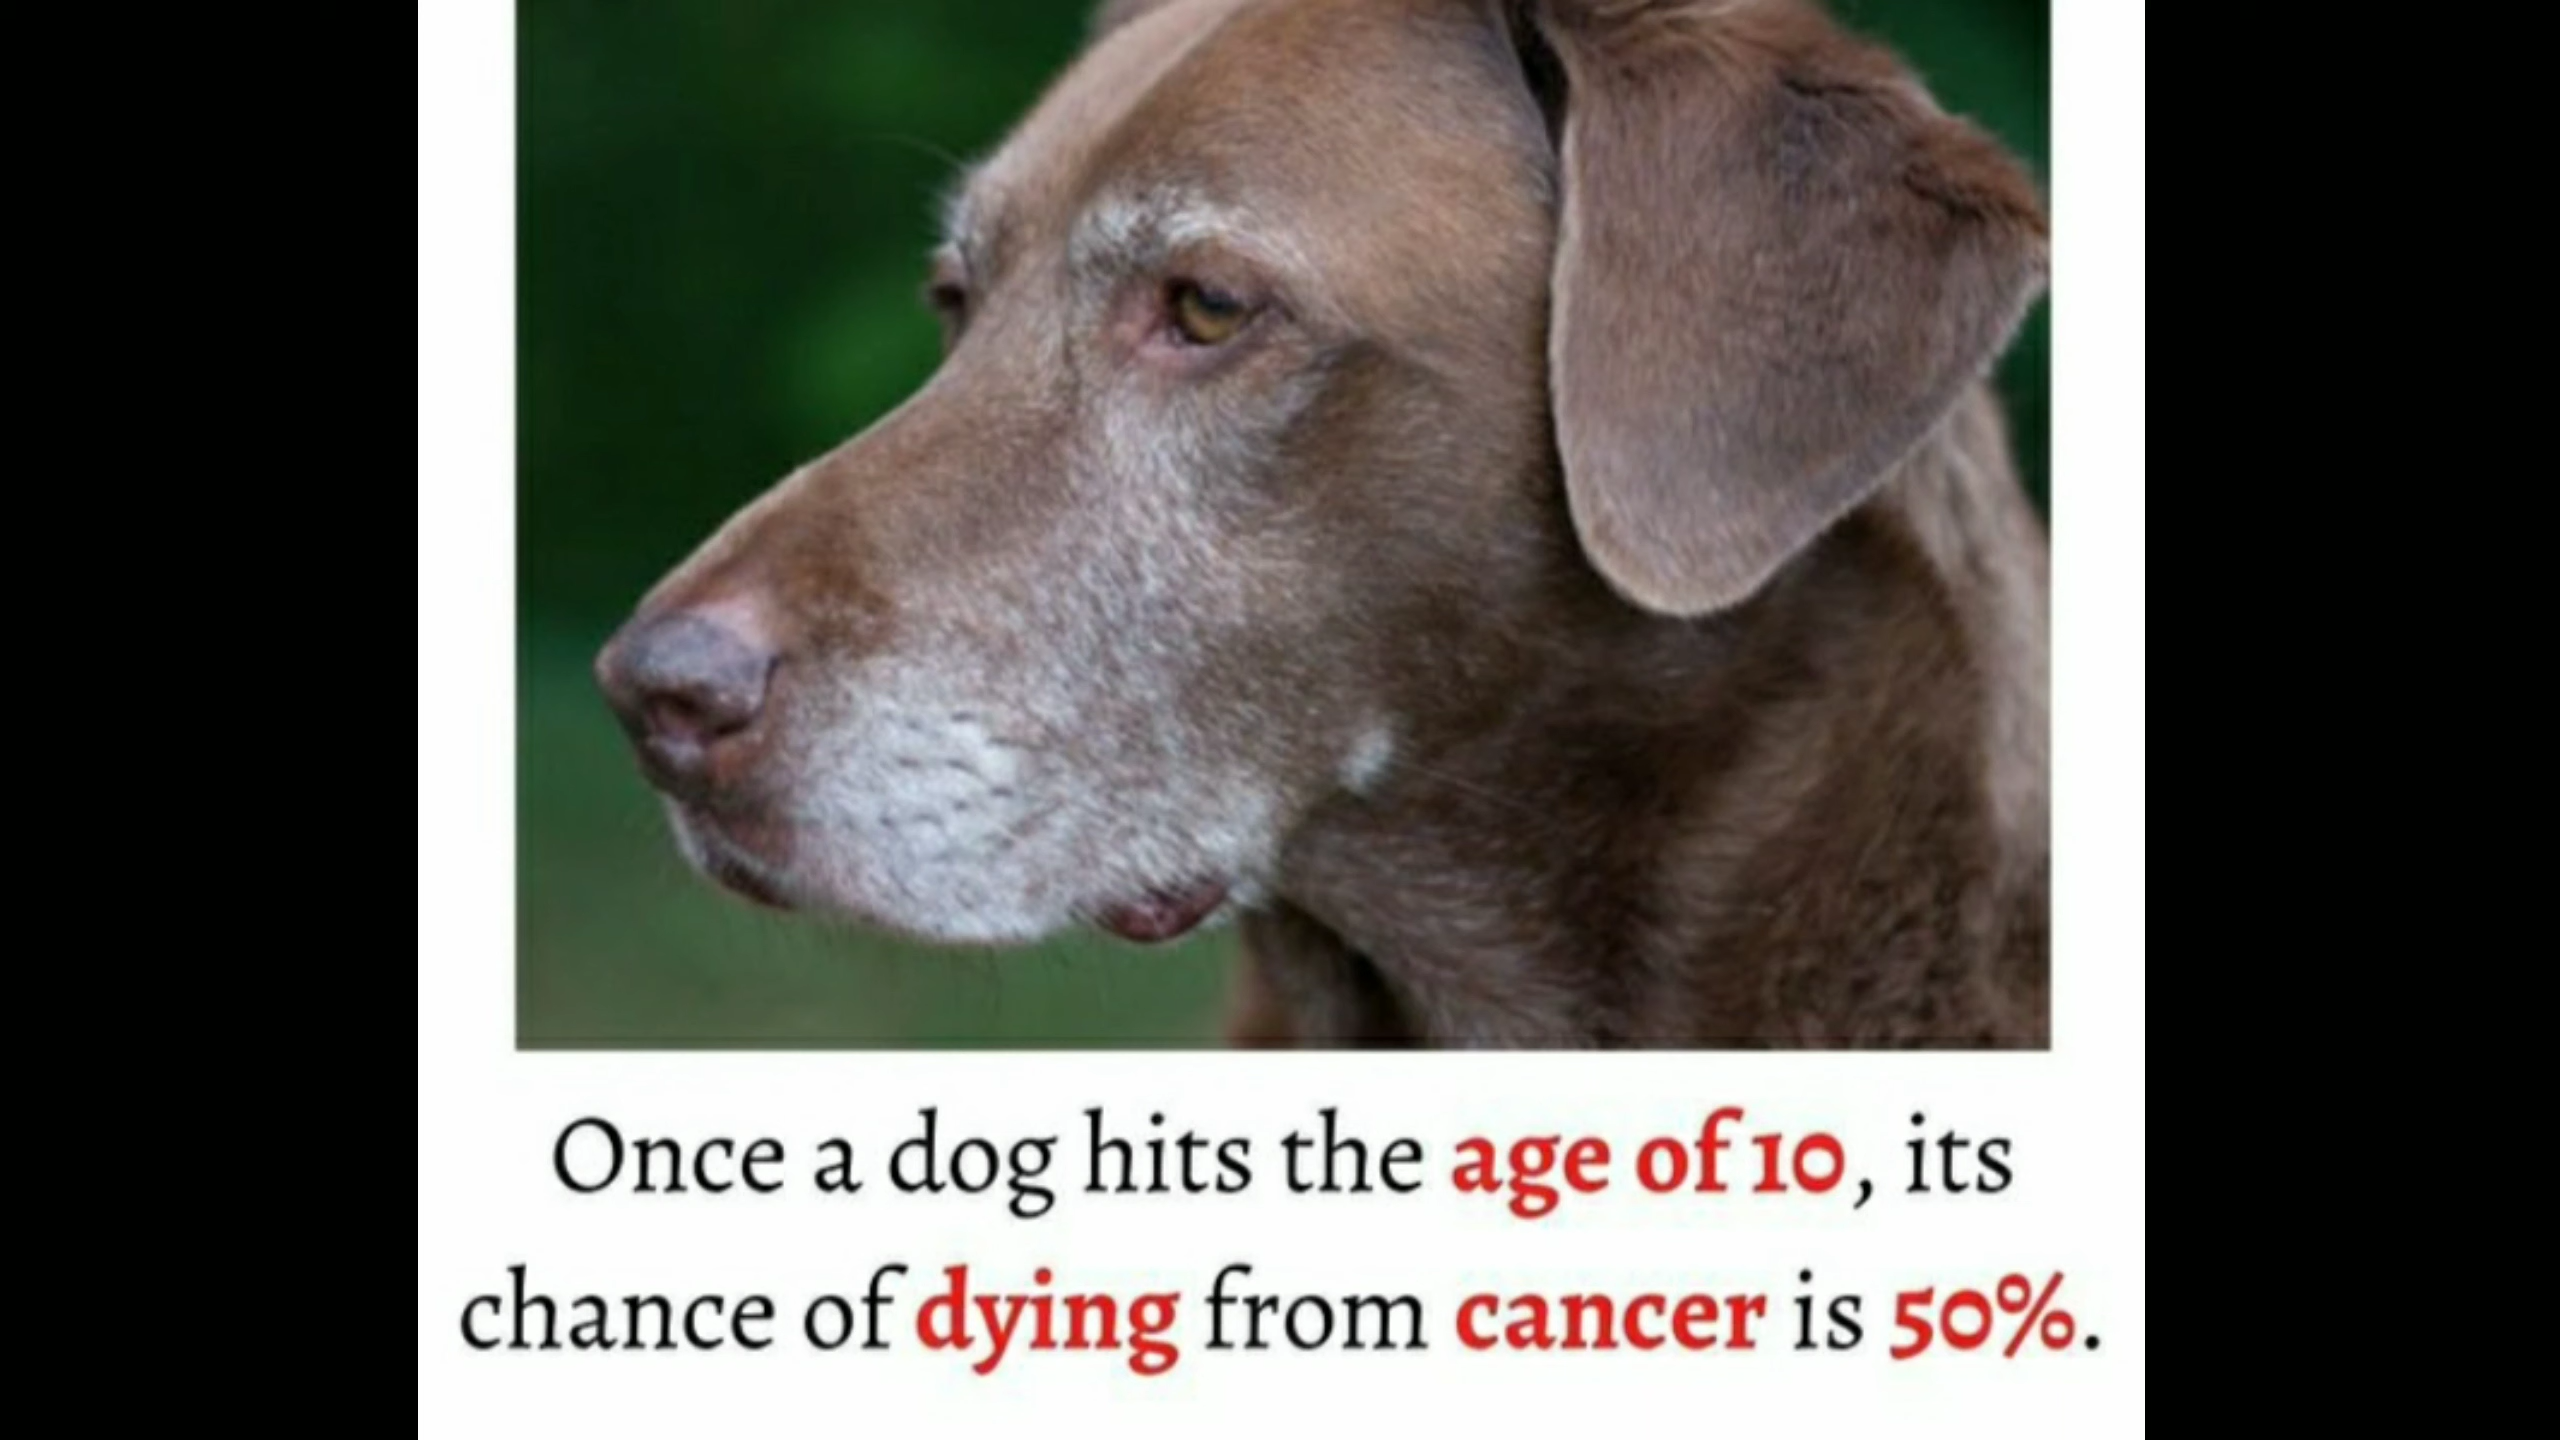 Once a dog hits the age of 10, its
chance of dying from cancer is 50%.